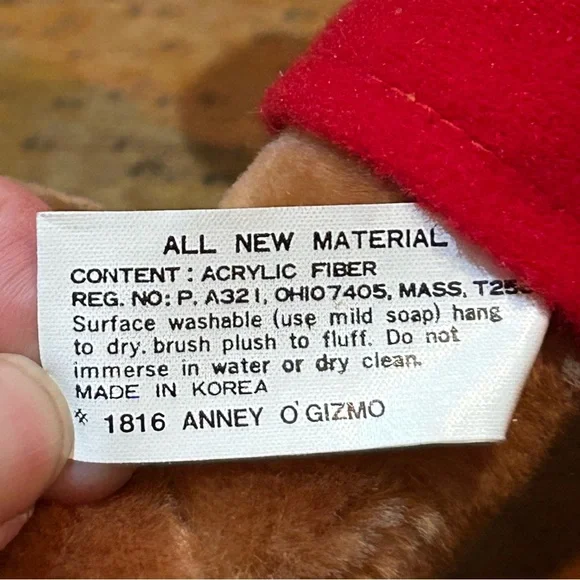 ALL NEW MATERIAL
CONTENT : ACRYLIC FIBER
REG. NO: P. A321, OHIO7405, MASS,
Surface washable (use mild soap) hang
to dry. brush plush to fluff. Do not
immerse in water or dry clean.
MADE IN KOREA
# 1816 ANNEY O'GIZMO